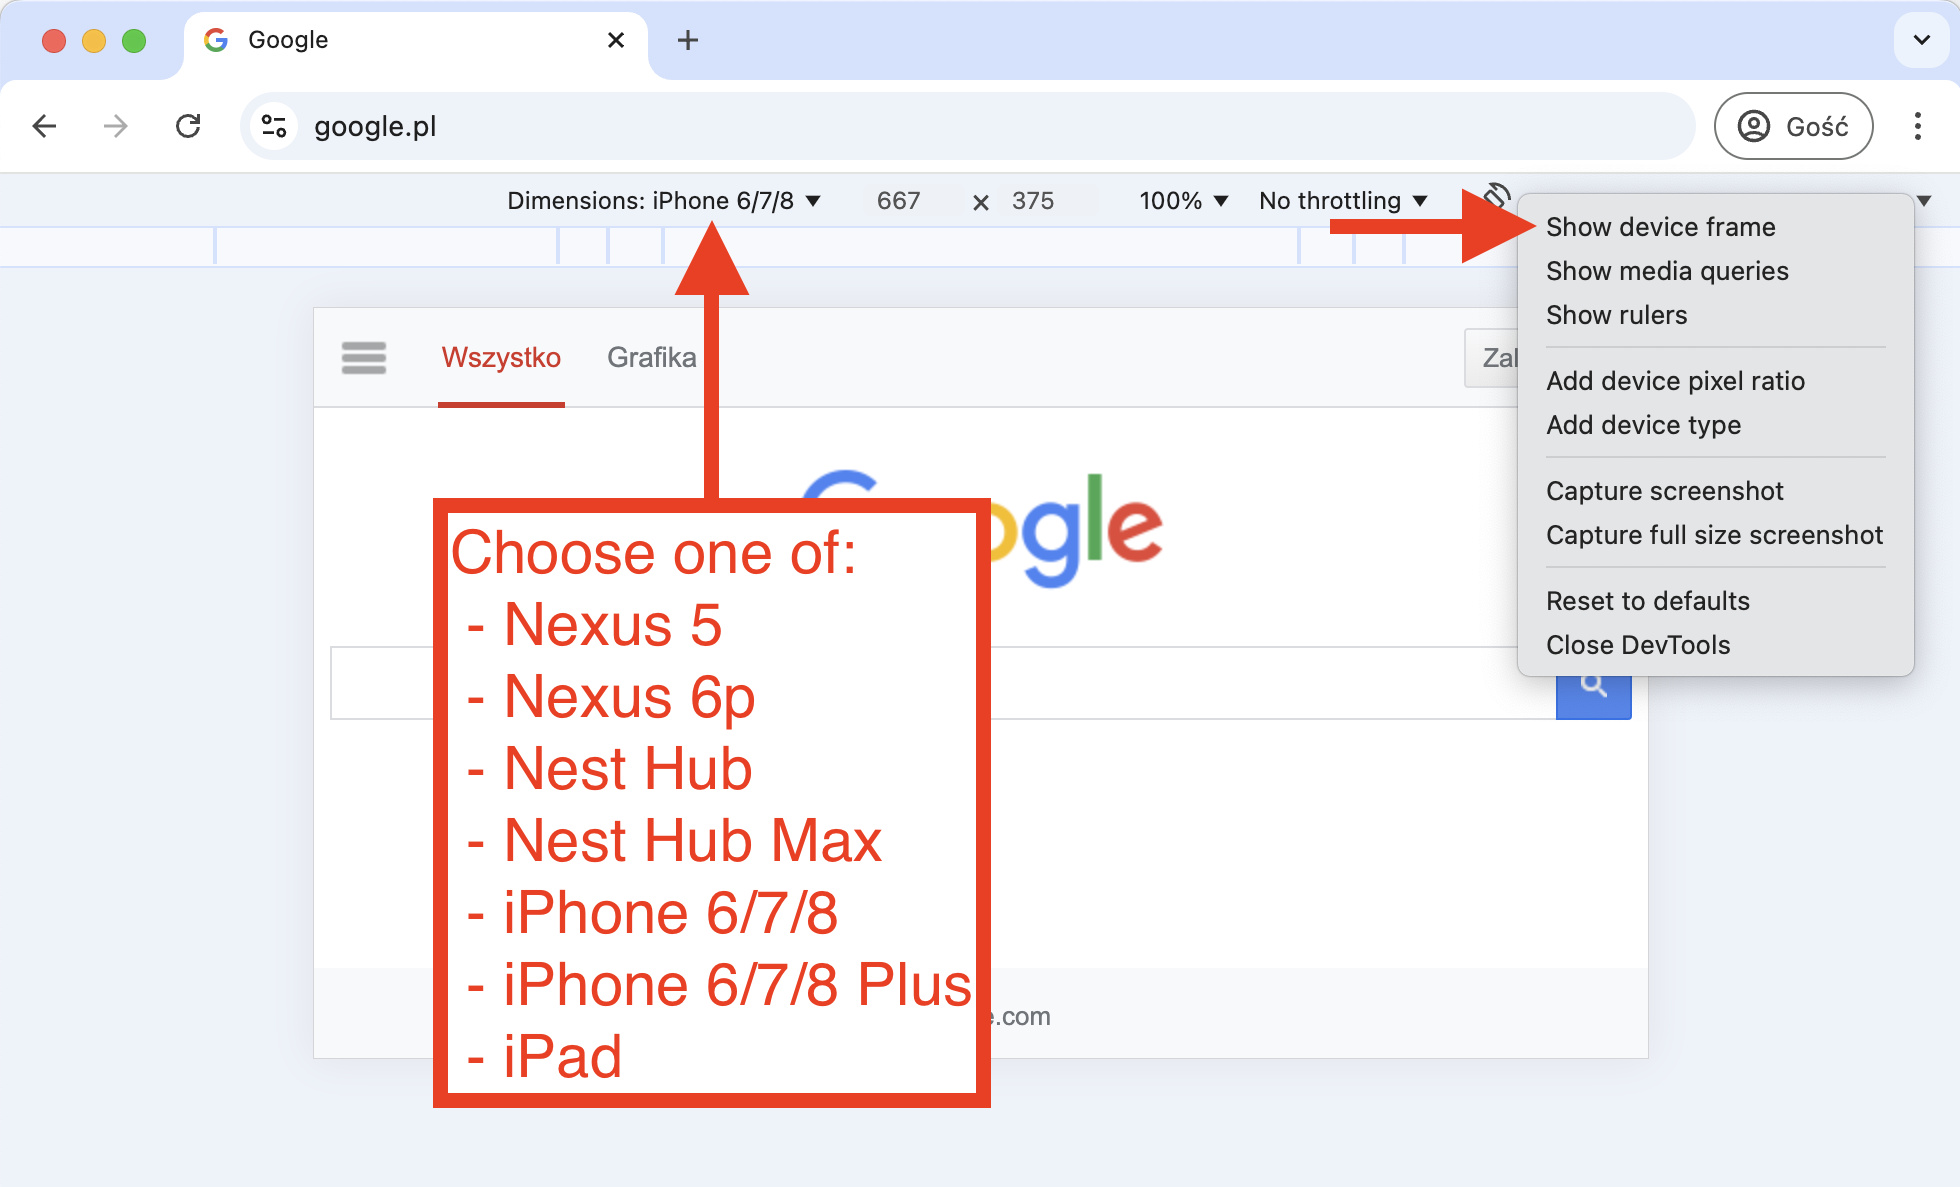 Google
google.pl
Gość
Dimensions: iPhone 6/7/8 ▼ 667 × 375 100% ▼ No throttling ▼
Show device frame
Show media queries
Show rulers
Add device pixel ratio
Add device type
Capture screenshot
Capture full size screenshot
Reset to defaults
Close DevTools
Wszystko Grafika Zal
Google
Choose one of:
- Nexus 5
- Nexus 6p
- Nest Hub
- Nest Hub Max
- iPhone 6/7/8
- iPhone 6/7/8 Plus
- iPad
e.com